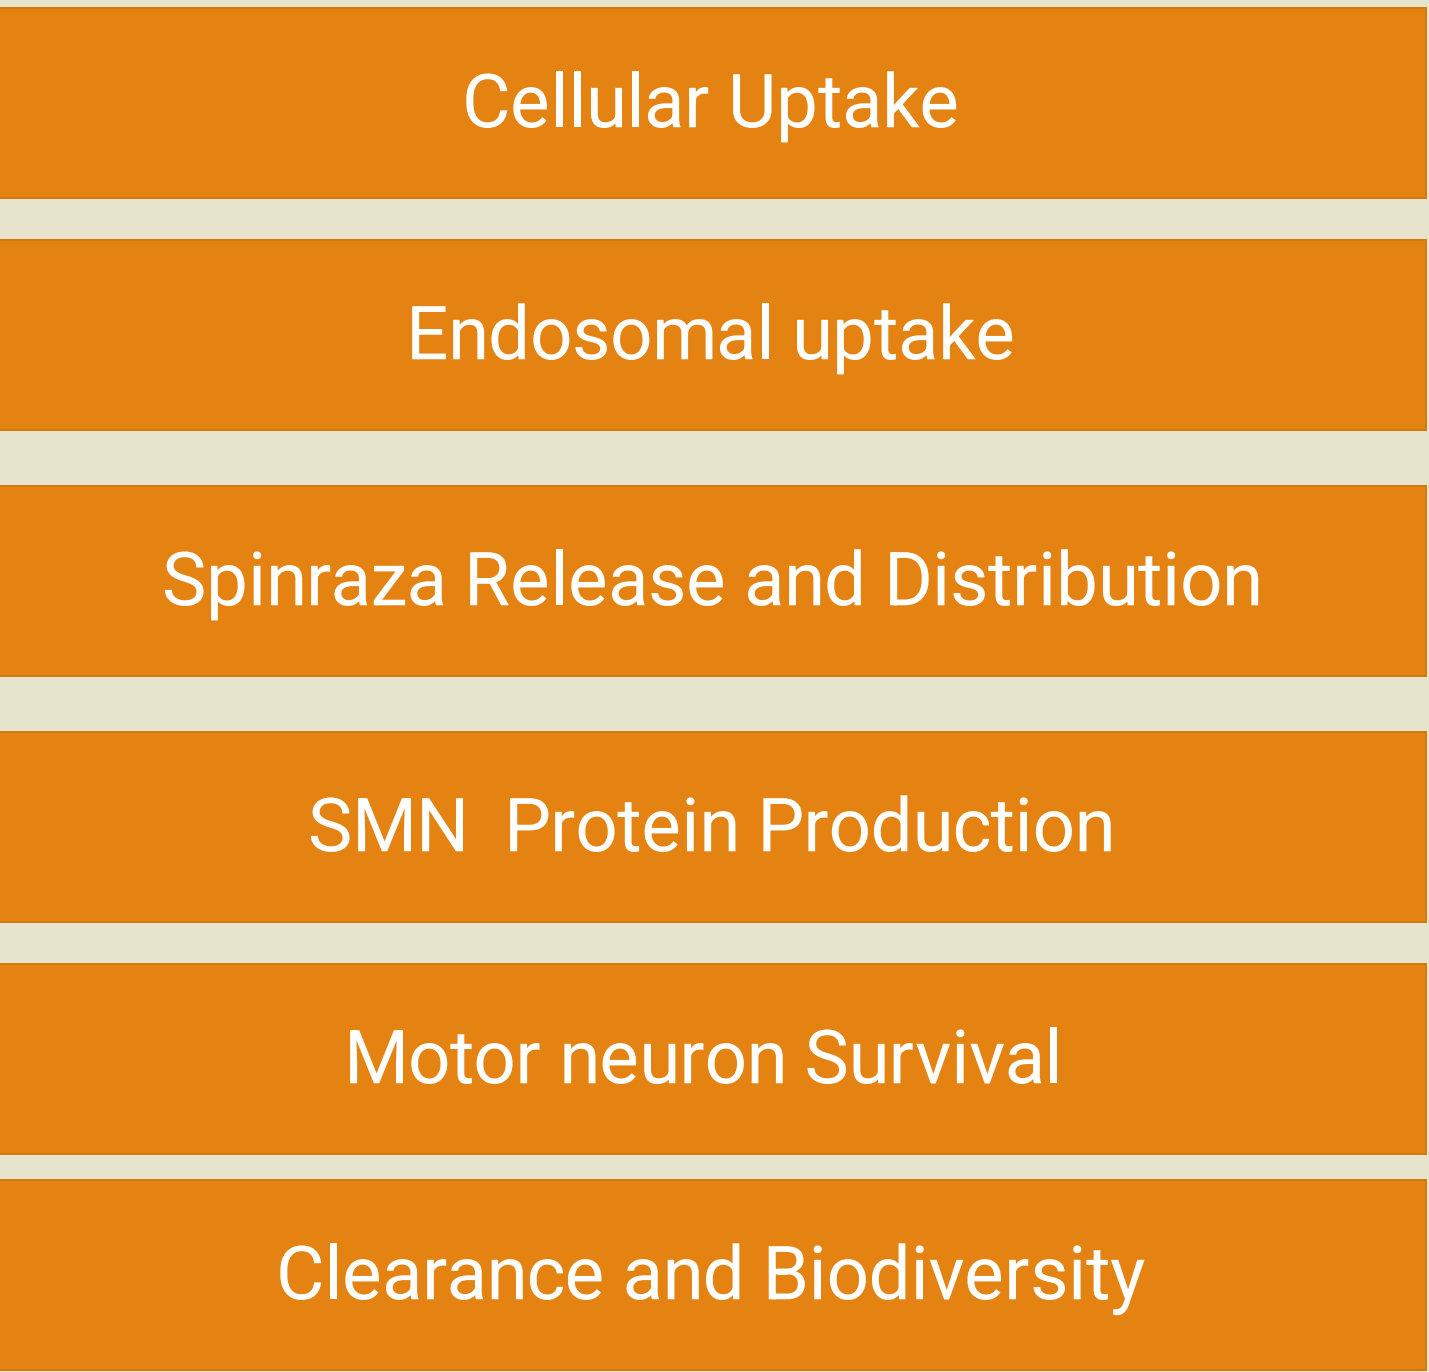 Cellular Uptake
Endosomal uptake
Spinraza Release and Distribution
SMN  Protein Production
Motor neuron Survival
Clearance and Biodiversity